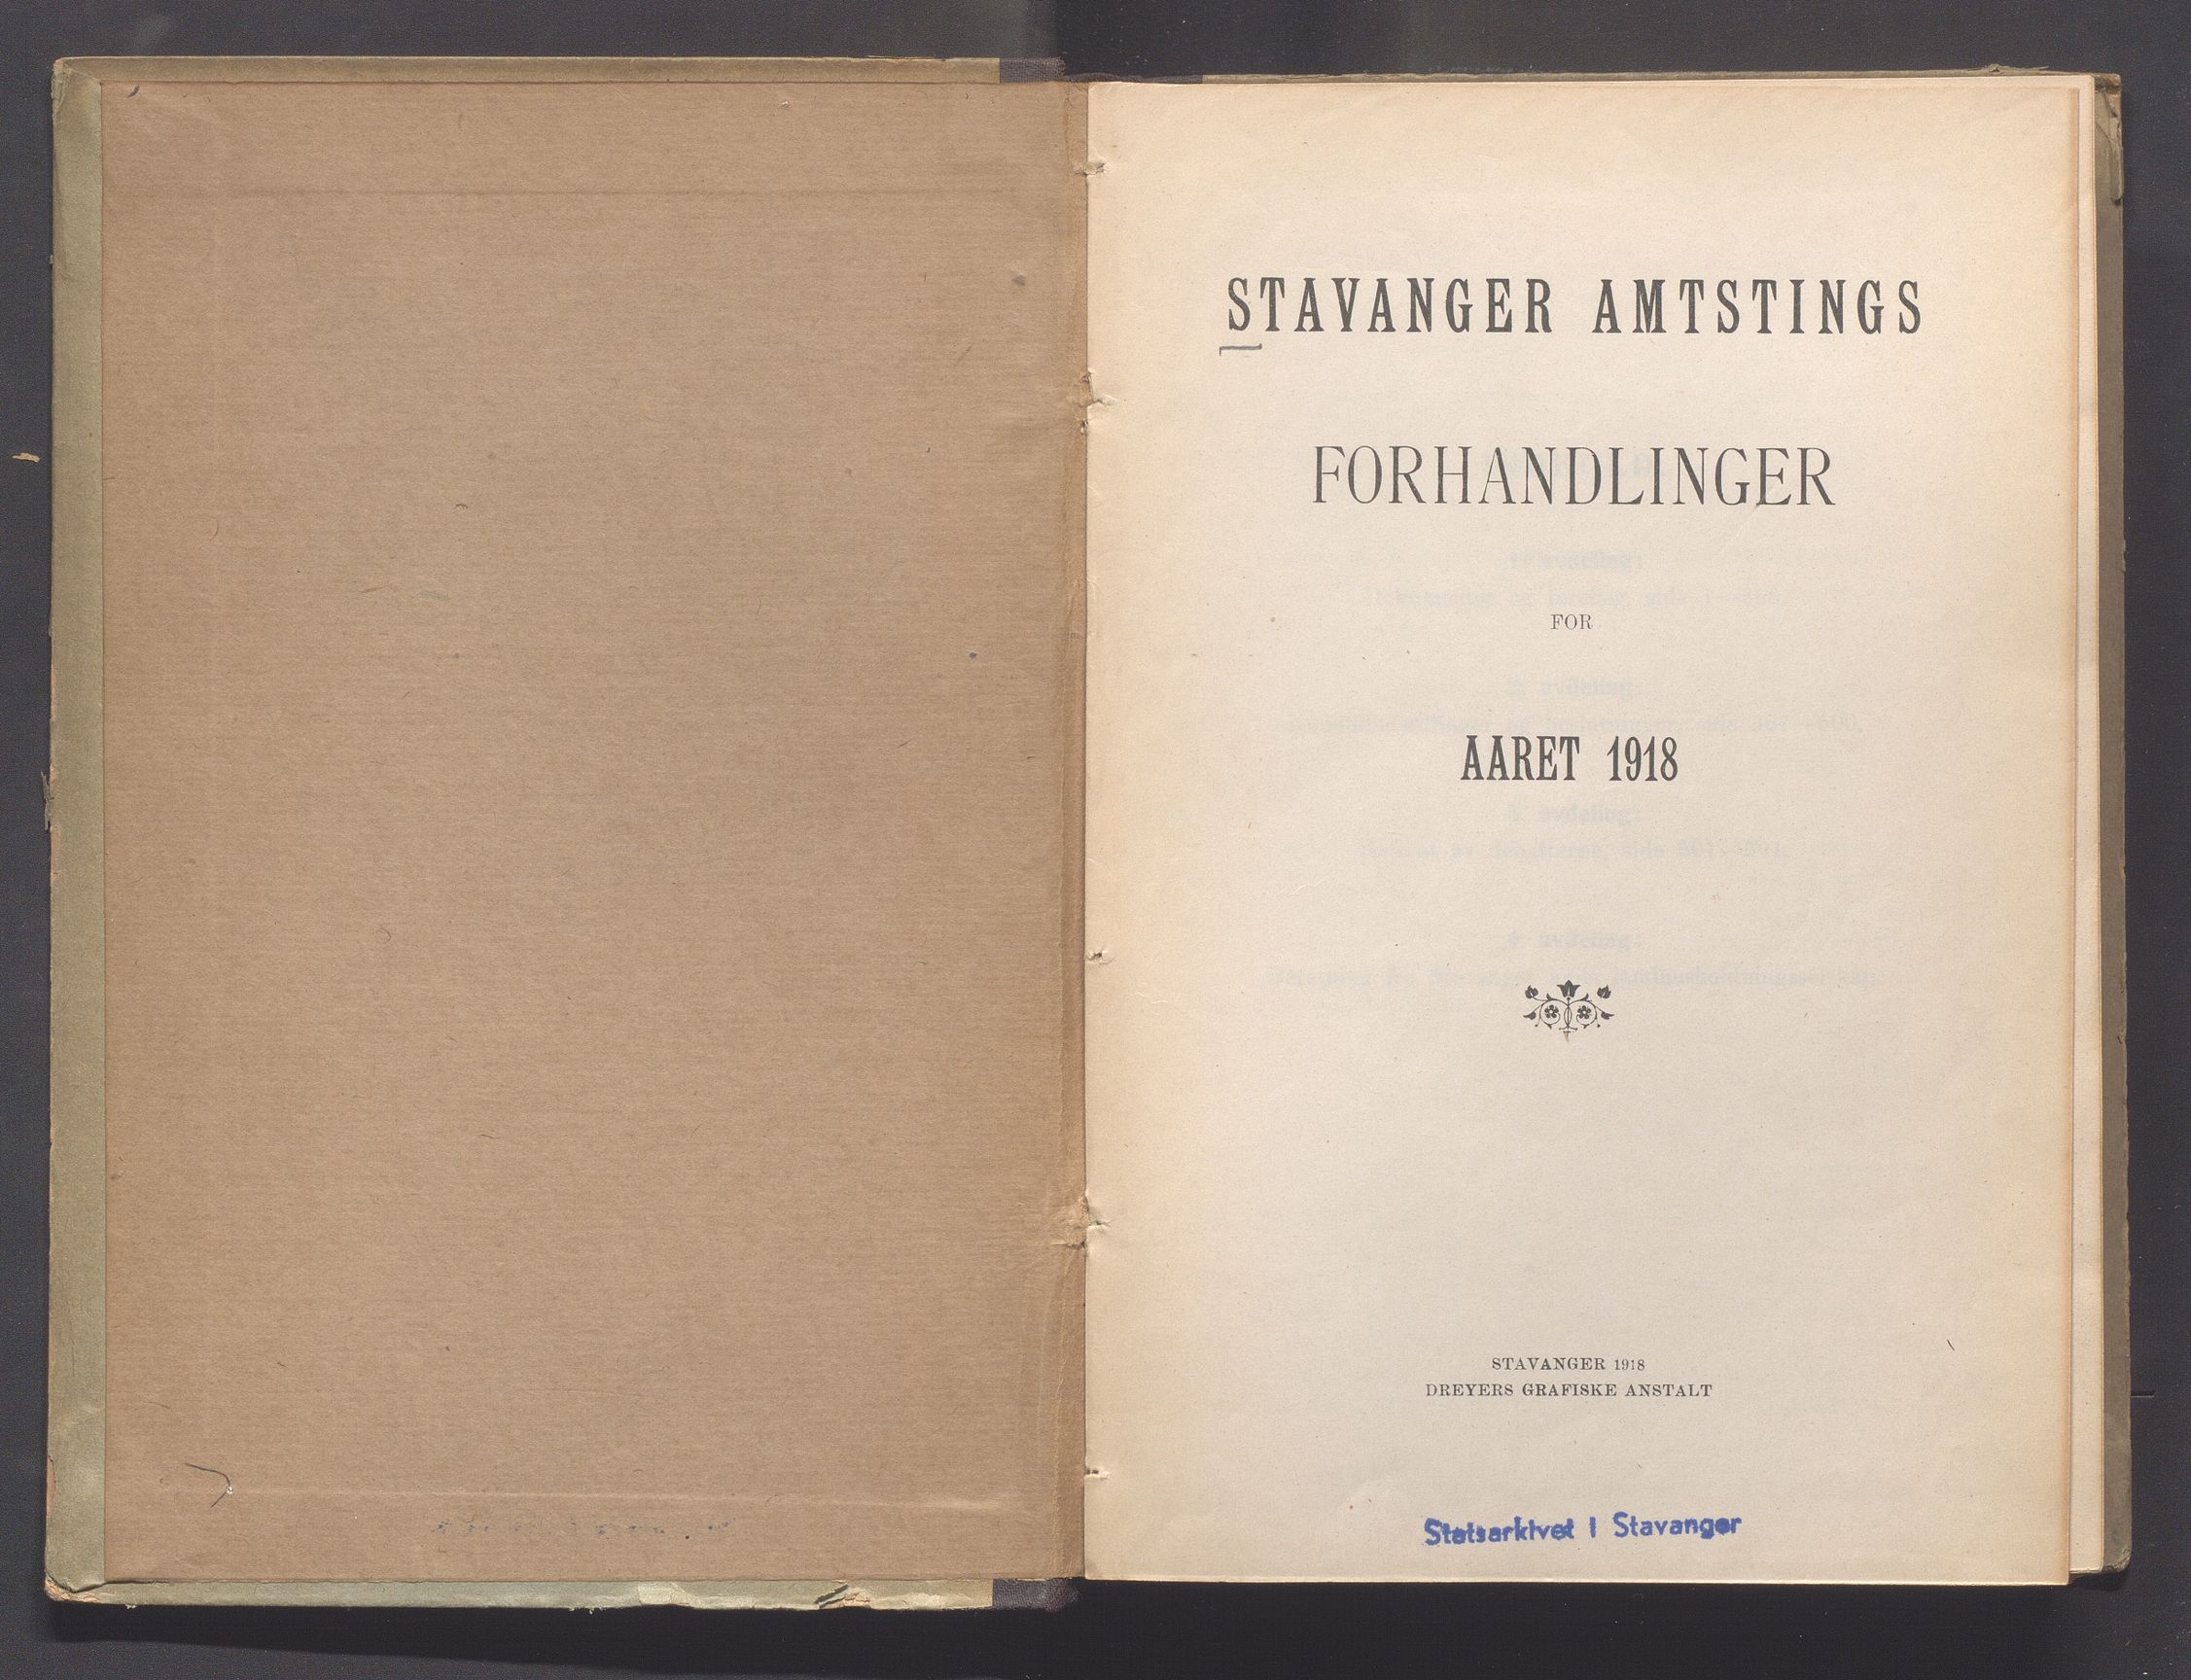 STAVANGER AMTSTINGS
FORHANDLINGER
FOR
AARET 1918
STAVANGER 1918
DREYERS GRAFISKE ANSTALT
Statsarkivet i Stavanger